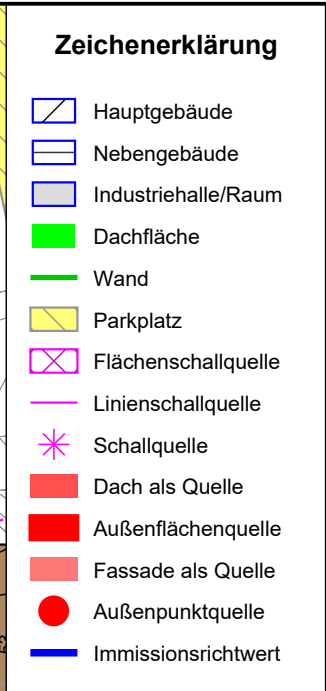 Zeichenerklärung
Hauptgebäude
Nebengebäude
Industriehalle/Raum
Dachfläche
Wand
Parkplatz
Flächenschallquelle
Linienschallquelle
Schallquelle
Dach als Quelle
Außenflächenquelle
Fassade als Quelle
Außenpunktquelle
Immissionsrichtwert